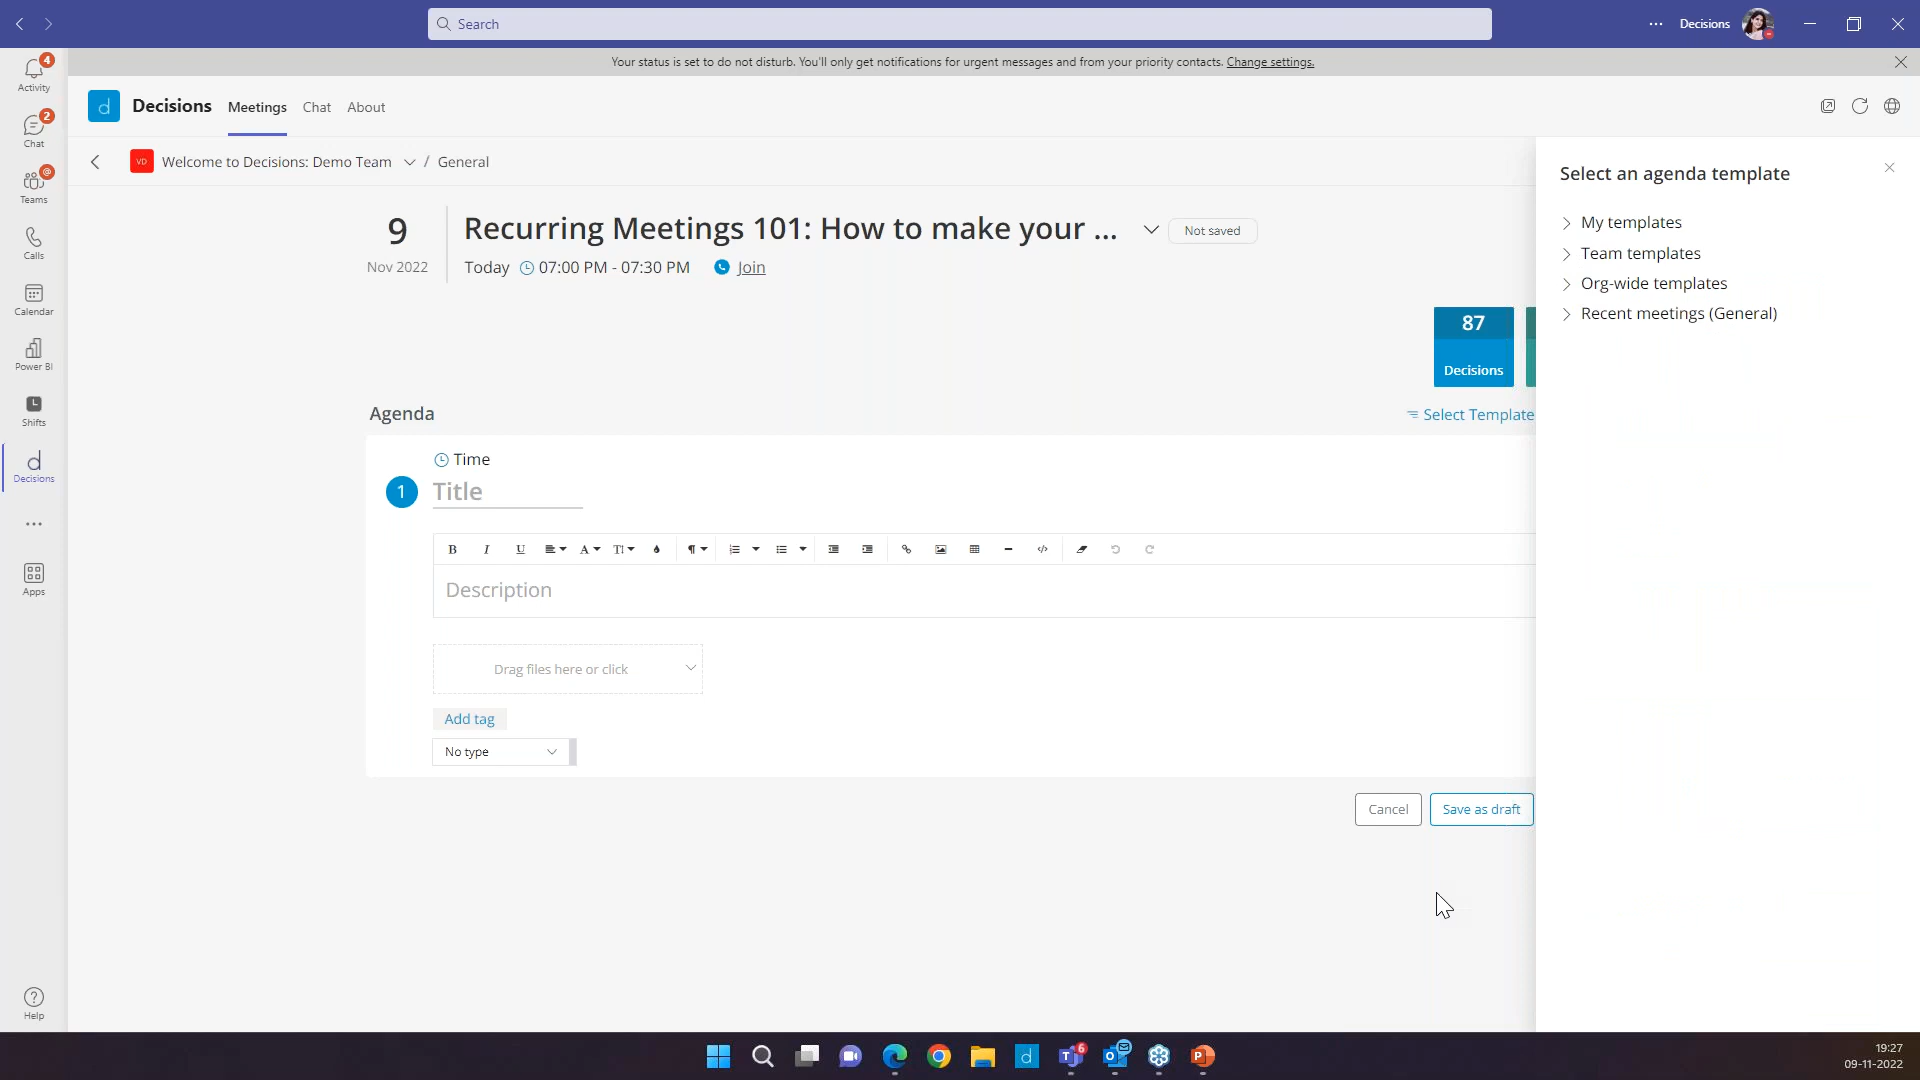 Search
Decisions
Your status is set to do not disturb. You'll only get notifications for urgent messages and from your priority contacts. Change settings.
4
Activity
2
Chat
@
Teams
Calls
Calendar
Power BI
Shifts
d
Decisions
Apps
Help
d
Decisions
Meetings
Chat
About
VD
Welcome to Decisions: Demo Team
/
General
9
Nov 2022
Recurring Meetings 101: How to make your ...
Not saved
Today
07:00 PM - 07:30 PM
Join
87
Decisions
Agenda
Select Template
Time
1
Title
B I U A T
Description
Drag files here or click
Add tag
No type
Cancel
Save as draft
Select an agenda template
My templates
Team templates
Org-wide templates
Recent meetings (General)
d
T
6
O
P
19:27
09-11-2022